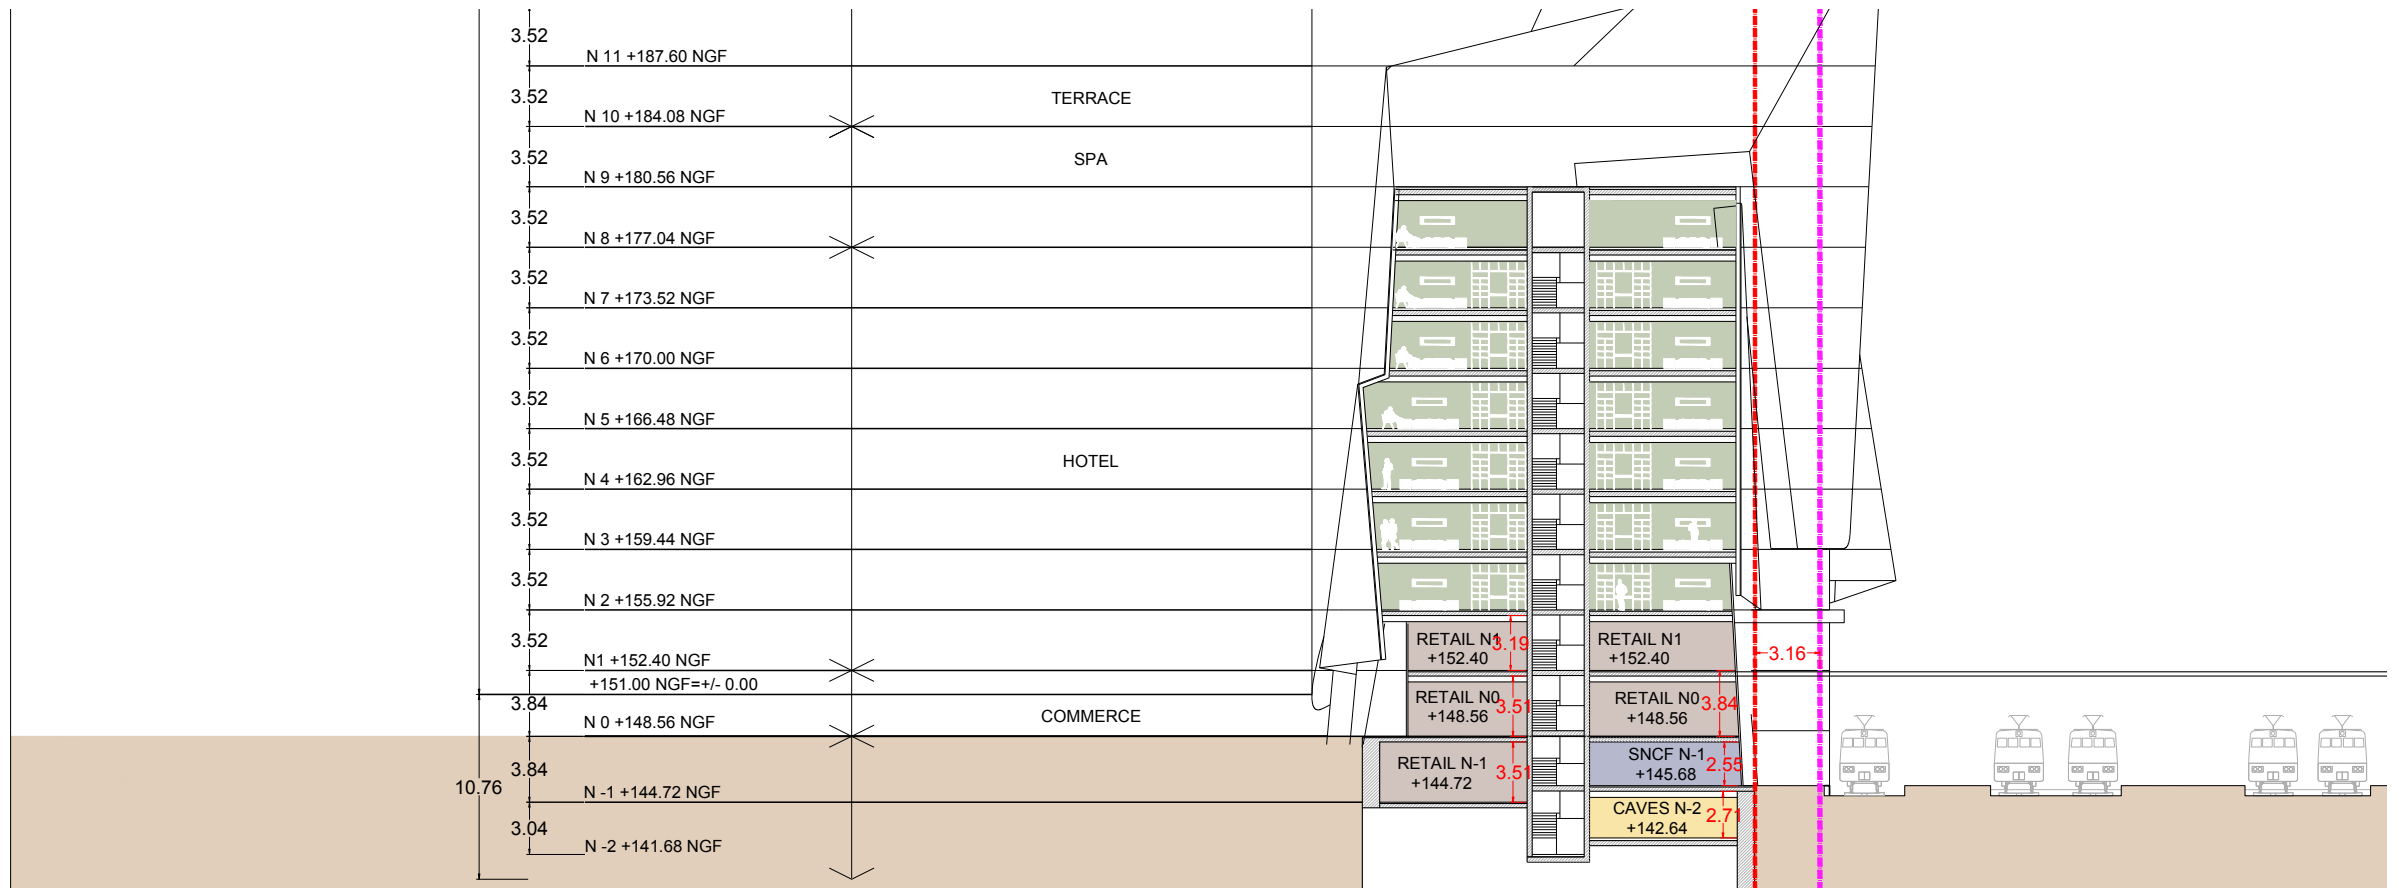 3.52
N 11 +187.60 NGF
3.52
TERRACE
N 10 +184.08 NGF
3.52
SPA
N 9 +180.56 NGF
3.52
N 8 +177.04 NGF
3.52
N 7 +173.52 NGF
3.52
N 6 +170.00 NGF
3.52
N 5 +166.48 NGF
3.52
HOTEL
N 4 +162.96 NGF
3.52
N 3 +159.44 NGF
3.52
N 2 +155.92 NGF
3.52
N1 +152.40 NGF
+151.00 NGF=+/- 0.00
3.84
COMMERCE
N 0 +148.56 NGF
3.84
10.76
N -1 +144.72 NGF
3.04
N -2 +141.68 NGF
RETAIL N1
+152.40
3.19
RETAIL N1
+152.40
3.16
RETAIL N0
+148.56
3.51
RETAIL N0
+148.56
3.84
RETAIL N-1
+144.72
3.51
SNCF N-1
+145.68
2.55
CAVES N-2
+142.64
2.71